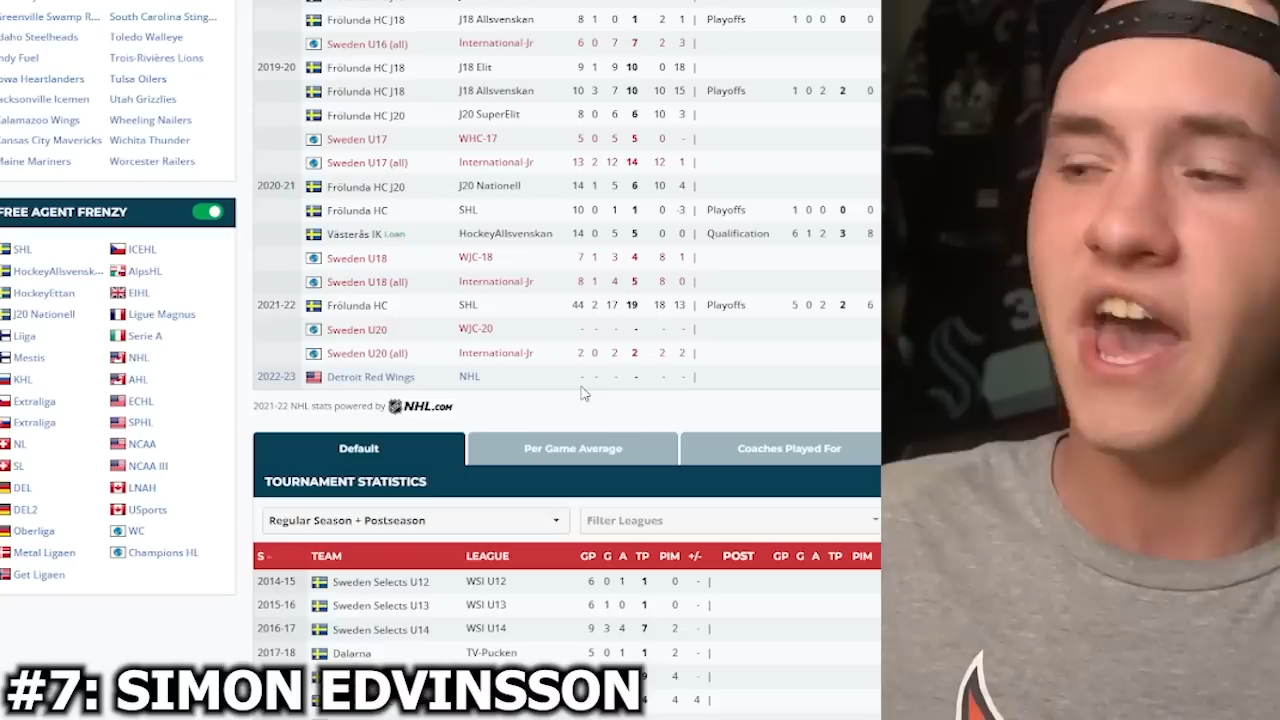 Greenville Swamp R... South Carolina Sting...
Idaho Steelheads Toledo Walleye
Indy Fuel Trois-Rivières Lions
Iowa Heartlanders Tulsa Oilers
Jacksonville Icemen Utah Grizzlies
Kalamazoo Wings Wheeling Nailers
Kansas City Mavericks Wichita Thunder
Maine Mariners Worcester Railers
FREE AGENT FRENZY
SHL ICEHL
HockeyAllsvensk... AlpsHL
HockeyEttan EIHL
J20 Nationell Ligue Magnus
Liiga Serie A
Mestis NHL
KHL AHL
Extraliga ECHL
Extraliga SPHL
NL NCAA
SL NCAA III
DEL LNAH
DEL2 USports
Oberliga WC
Metal Ligaen Champions HL
Get Ligaen
Frölunda HC J18 J18 Allsvenskan 8 1 0 1 2 1 | Playoffs 1 0 0 0 0
Sweden U16 (all) International-Jr 6 0 7 7 2 3 |
2019-20 Frölunda HC J18 J18 Elit 9 1 9 10 0 18 |
Frölunda HC J18 J18 Allsvenskan 10 3 7 10 10 15 | Playoffs 1 0 2 2 0
Frölunda HC J20 J20 SuperElit 8 0 6 6 10 3 |
Sweden U17 WHC-17 5 0 5 5 0 - |
Sweden U17 (all) International-Jr 13 2 12 14 12 1 |
2020-21 Frölunda HC J20 J20 Nationell 14 1 5 6 10 4 |
Frölunda HC SHL 10 0 1 1 0 -3 | Playoffs 1 0 0 0 0
Västerås IK Loan HockeyAllsvenskan 14 0 5 5 0 0 | Qualification 6 1 2 3 8
Sweden U18 WJC-18 7 1 3 4 8 1 |
Sweden U18 (all) International-Jr 8 1 4 5 8 0 |
2021-22 Frölunda HC SHL 44 2 17 19 18 13 | Playoffs 5 0 2 2 6
Sweden U20 WJC-20 - - - - - - |
Sweden U20 (all) International-Jr 2 0 2 2 2 2 |
2022-23 Detroit Red Wings NHL - - - - - - |
2021-22 NHL stats powered by NHL.COM
Default Per Game Average Coaches Played For
TOURNAMENT STATISTICS
Regular Season + Postseason Filter Leagues
S TEAM LEAGUE GP G A TP PIM +/- POST GP G A TP PIM
2014-15 Sweden Selects U12 WSI U12 6 0 1 1 0 - |
2015-16 Sweden Selects U13 WSI U13 6 1 0 1 0 - |
2016-17 Sweden Selects U14 WSI U14 9 3 4 7 2 - |
2017-18 Dalarna TV-Pucken 5 0 1 1 2 - |
4 - |
4 4 |
#7: SIMON EDVINSSON